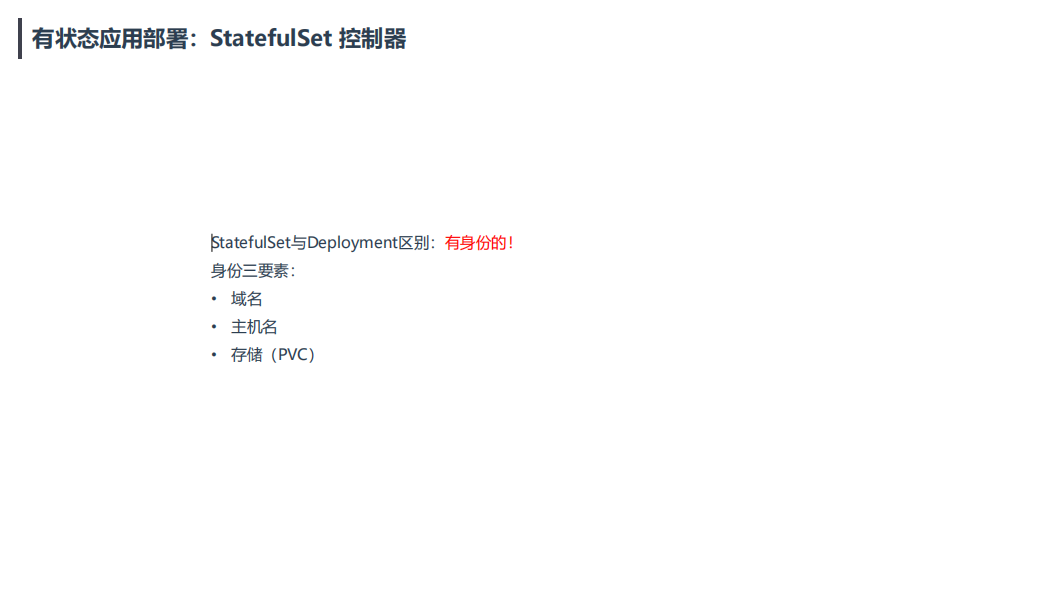 有状态应用部署：StatefulSet 控制器
StatefulSet与Deployment区别：有身份的！
身份三要素：
• 域名
• 主机名
• 存储（PVC）